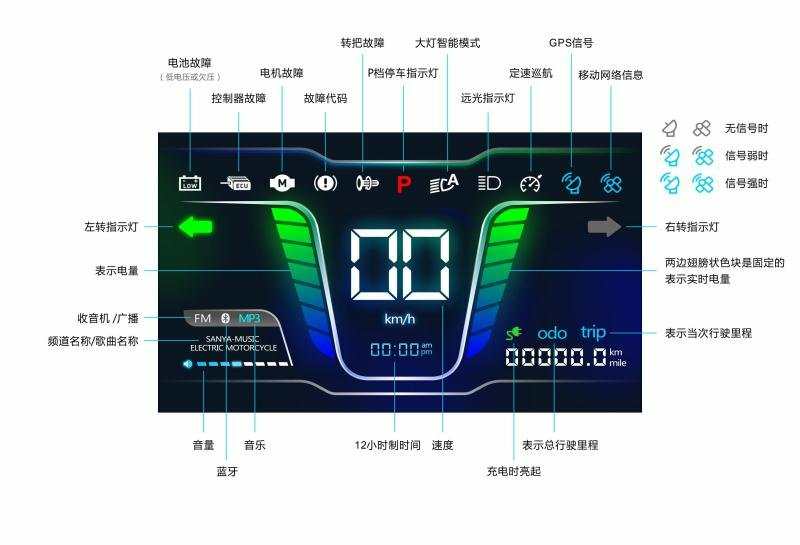 转把故障
大灯智能模式
GPS信号
电池故障
(低电压或欠压)
电机故障
P档停车指示灯
定速巡航
移动网络信息
控制器故障
故障代码
远光指示灯
无信号时
信号弱时
信号强时
LOW
ECU
M
P
A
左转指示灯
右转指示灯
00
km/h
00:00 am
pm
表示电量
两边翅膀状色块是固定的
表示实时电量
收音机 /广播
FM
MP3
频道名称/歌曲名称
SANYA-MUSIC
ELECTRIC MOTORCYCLE
odo
trip
表示当次行驶里程
00000.0 km
mile
音量
音乐
12小时制时间
速度
表示总行驶里程
蓝牙
充电时亮起